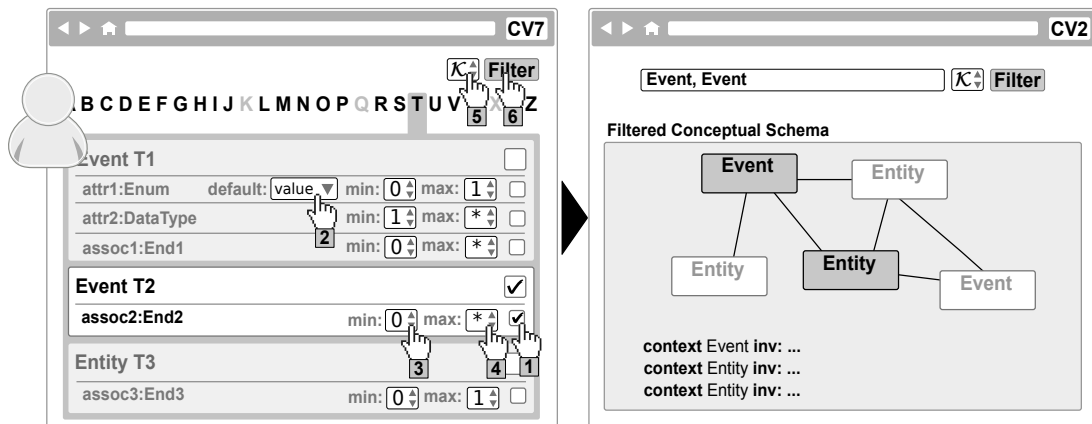 CV7
K Filter
A B C D E F G H I J K L M N O P Q R S T U V X Z
5 6
Event T1
attr1:Enum default: value min: 0 max: 1
attr2:DataType min: 1 max: *
2
assoc1:End1 min: 0 max: *
Event T2
assoc2:End2 min: 0 max: *
3 4 1
Entity T3
assoc3:End3 min: 0 max: 1
CV2
Event, Event K Filter
Filtered Conceptual Schema
Event
Entity
Entity
Entity
Event
context Event inv: ...
context Entity inv: ...
context Entity inv: ...